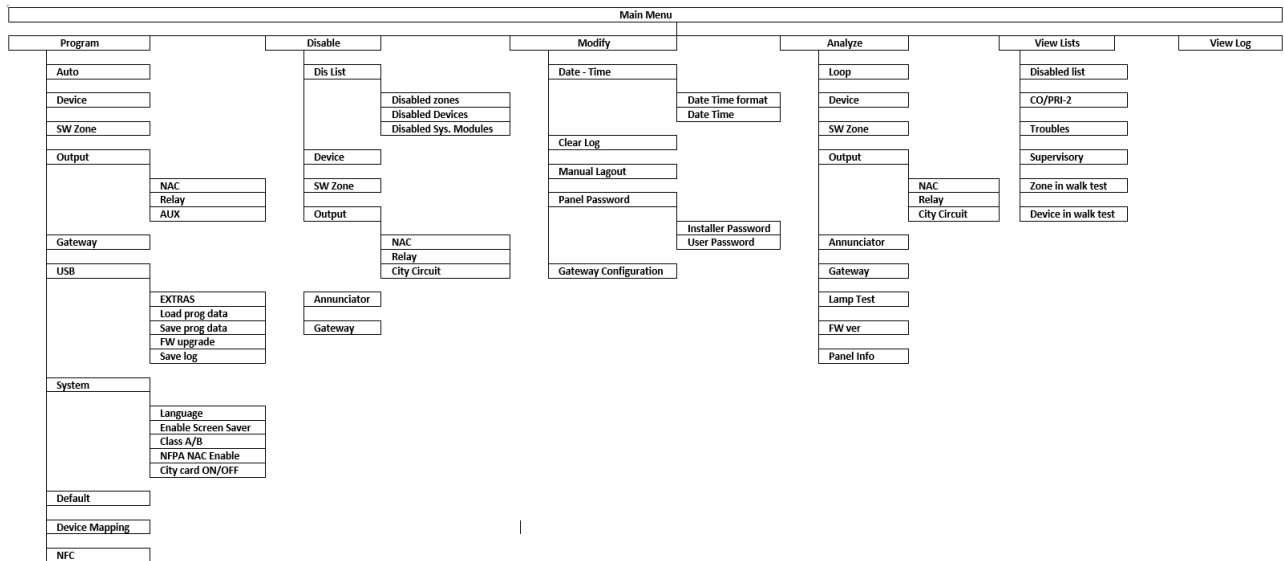 Main Menu
Program
Disable
Modify
Analyze
View Lists
View Log
Auto
Device
SW Zone
Output
NAC
Relay
AUX
Gateway
USB
EXTRAS
Load prog data
Save prog data
FW upgrade
Save log
System
Language
Enable Screen Saver
Class A/B
NFPA NAC Enable
City card ON/OFF
Default
Device Mapping
NFC
Dis List
Disabled zones
Disabled Devices
Disabled Sys. Modules
Device
SW Zone
Output
NAC
Relay
City Circuit
Annunciator
Gateway
Date - Time
Date Time format
Date Time
Clear Log
Manual Lagout
Panel Password
Installer Password
User Password
Gateway Configuration
Loop
Device
SW Zone
Output
NAC
Relay
City Circuit
Annunciator
Gateway
Lamp Test
FW ver
Panel Info
Disabled list
CO/PRI-2
Troubles
Supervisory
Zone in walk test
Device in walk test